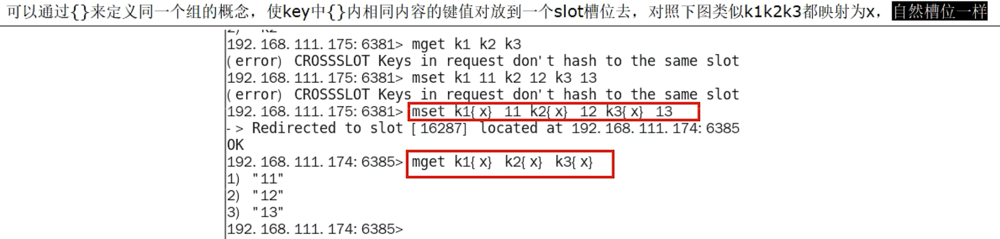 可以通过{}来定义同一个组的概念，使key中{}内相同内容的键值对放到一个slot槽位去，对照下图类似k1k2k3都映射为x，自然槽位一样
192.168.111.175:6381> mget k1 k2 k3
(error) CROSSSLOT Keys in request don't hash to the same slot
192.168.111.175:6381> mset k1 11 k2 12 k3 13
(error) CROSSSLOT Keys in request don't hash to the same slot
192.168.111.175:6381> mset k1{x} 11 k2{x} 12 k3{x} 13
-> Redirected to slot [16287] located at 192.168.111.174:6385
OK
192.168.111.174:6385> mget k1{x} k2{x} k3{x}
1) "11"
2) "12"
3) "13"
192.168.111.174:6385>